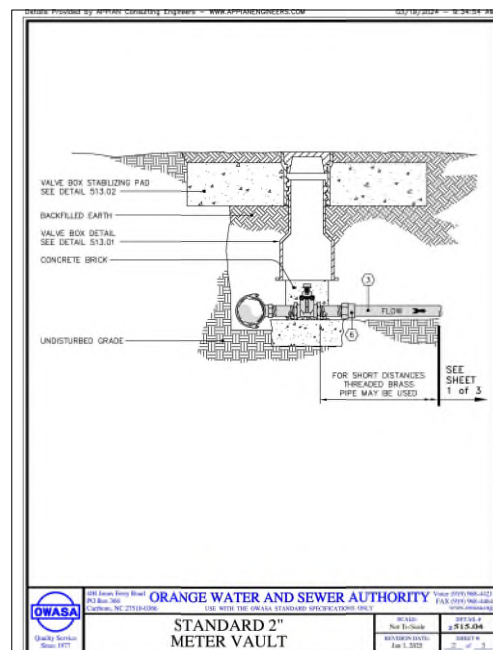 Details Provided by APPIAN Consulting Engineers - WWW.APPIANENGINEERS.COM
VALVE BOX STABILIZING PAD
SEE DETAIL 513.02
BACKFILLED EARTH
VALVE BOX DETAIL
SEE DETAIL 513.01
CONCRETE BRICK
3
FLOW
6
UNDISTURBED GRADE
FOR SHORT DISTANCES
THREADED BRASS
PIPE MAY BE USED
SEE
SHEET
1 of 3
OWASA
Quality Service
Since 1977
400 Jones Ferry Road
PO Box 366
Carrboro, NC 27510-0366
ORANGE WATER AND SEWER AUTHORITY
USE WITH THE OWASA STANDARD SPECIFICATIONS ONLY
STANDARD 2"
METER VAULT
SCALE:
Not To Scale
DETAIL #
515.04
REVISION DATE:
SHEET #
2 of 3